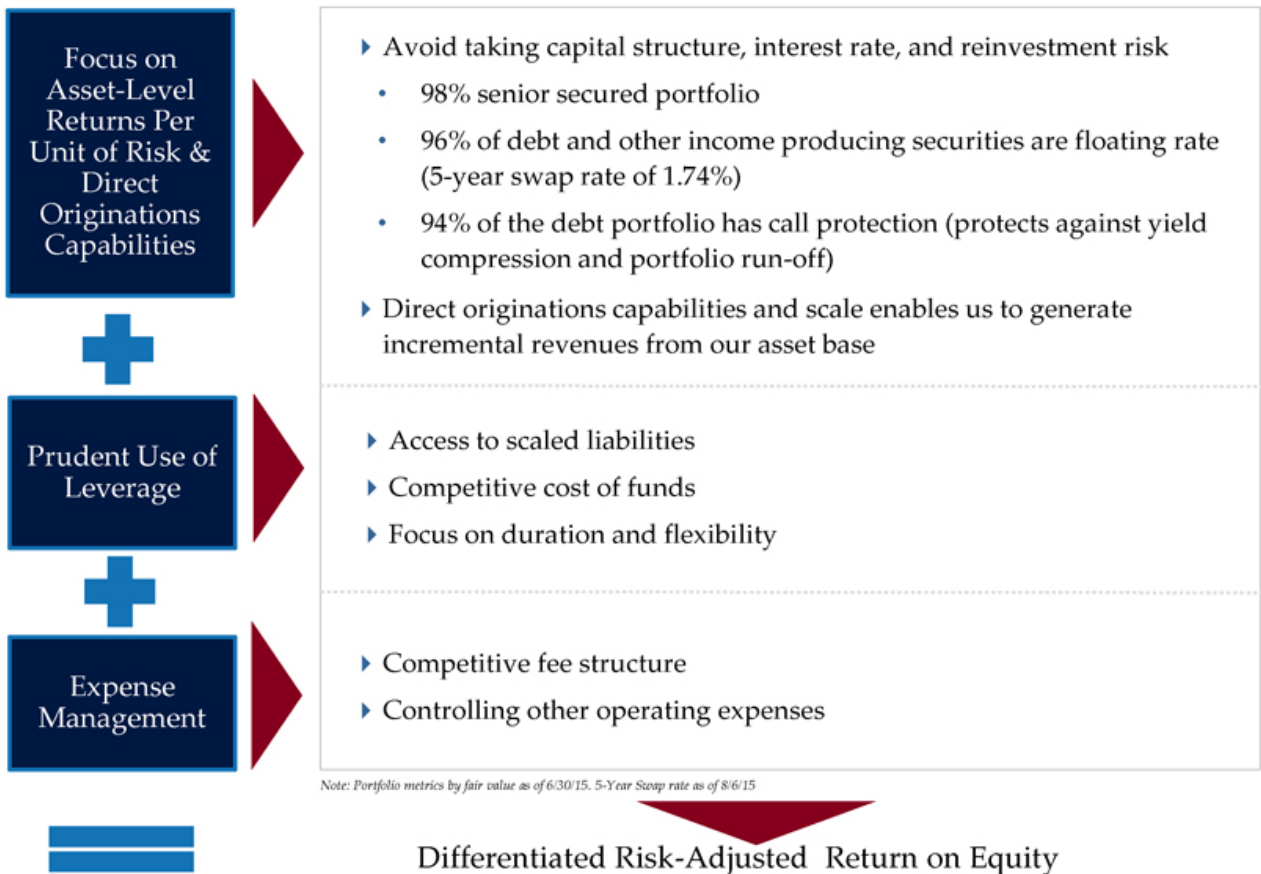 Focus on
Asset-Level
Returns Per
Unit of Risk &
Direct
Originations
Capabilities
Avoid taking capital structure, interest rate, and reinvestment risk
• 98% senior secured portfolio
• 96% of debt and other income producing securities are floating rate
(5-year swap rate of 1.74%)
• 94% of the debt portfolio has call protection (protects against yield
compression and portfolio run-off)
Direct originations capabilities and scale enables us to generate
incremental revenues from our asset base
Prudent Use of
Leverage
Access to scaled liabilities
Competitive cost of funds
Focus on duration and flexibility
Expense
Management
Competitive fee structure
Controlling other operating expenses
Note: Portfolio metrics by fair value as of 6/30/15. 5-Year Swap rate as of 8/6/15
Differentiated Risk-Adjusted Return on Equity